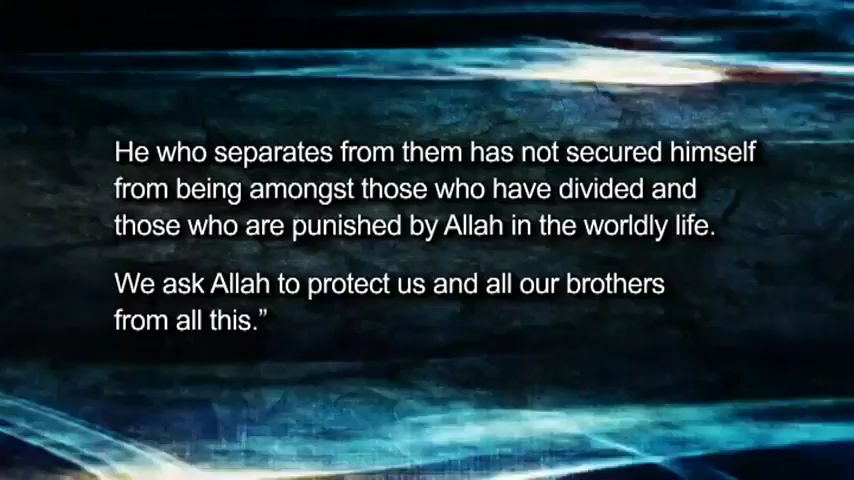 He who separates from them has not secured himself
from being amongst those who have divided and
those who are punished by Allah in the worldly life.
We ask Allah to protect us and all our brothers
from all this.”